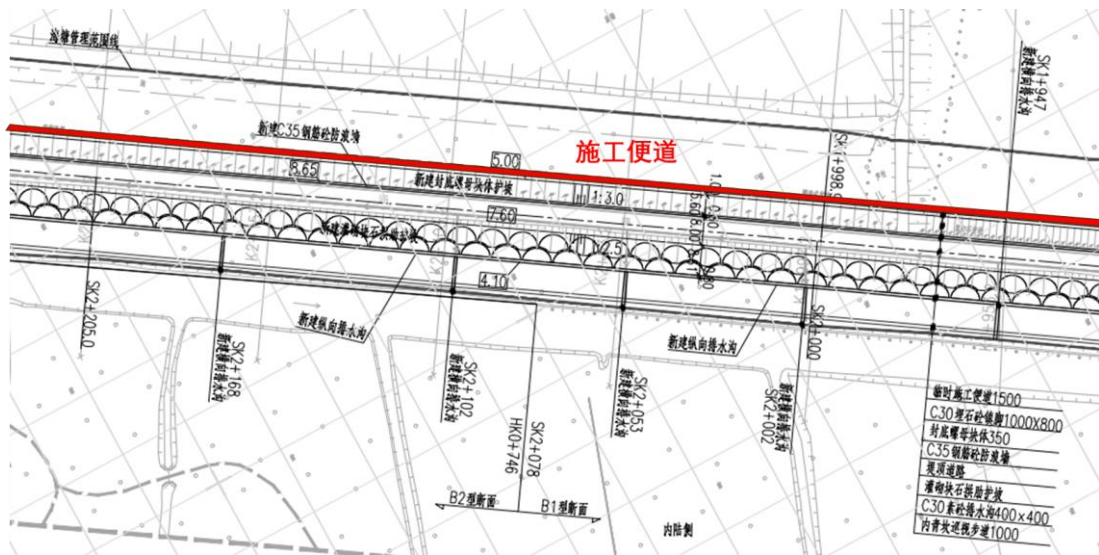 沿塘管理范围线
新建C35钢筋砼防浪墙
施工便道
5.00
8.65
新建封底螺母块体护坡
1:3.0
7.60
4.10
新建纵向排水沟
新建纵向排水沟
SK1+947
新建横向排水沟
SK2+205.0
SK2+168
新建横向排水沟
SK2+102
新建横向排水沟
SK2+078
HK0+746
SK2+053
新建横向排水沟
SK2+000
新建横向排水沟
SK2+002
B2型断面
B1型断面
内陆侧
临时施工便道1500
C30埋石砼镇脚1000X800
封底螺母块体350
C35钢筋砼防浪墙
堤顶道路
灌砌块石拱肋护坡
C30素砼排水沟400×400
内青坎巡视步道1000